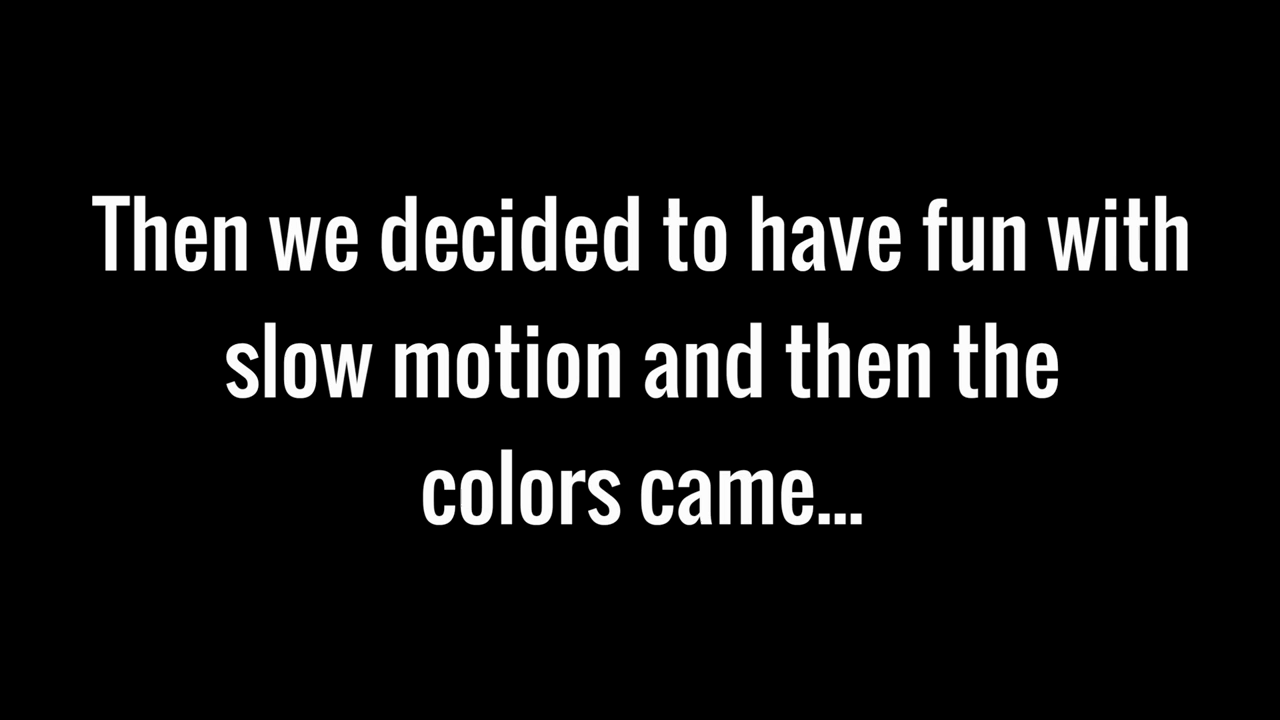 Then we decided to have fun with
slow motion and then the
colors came...